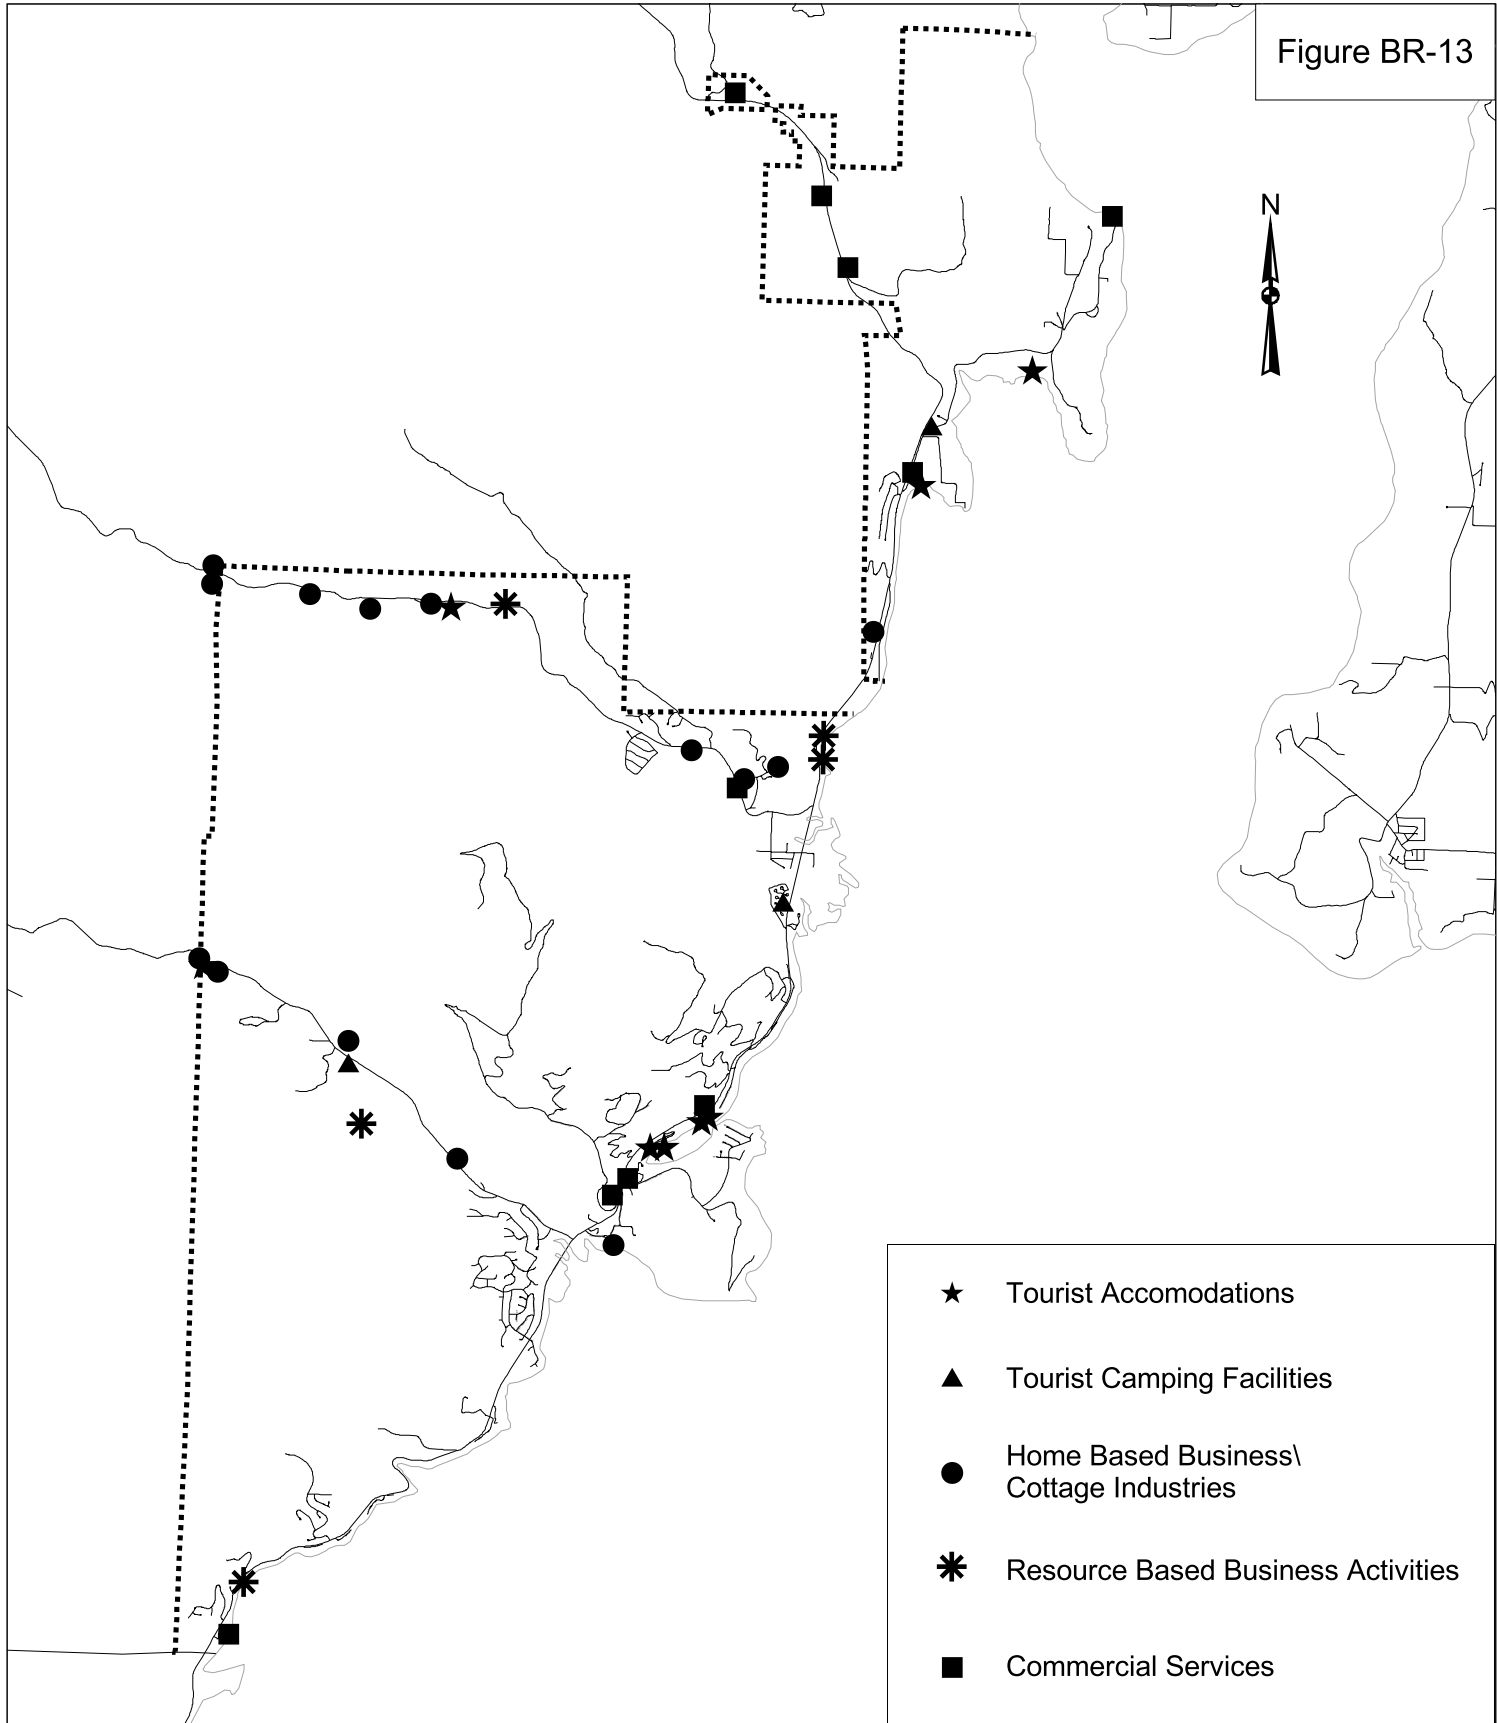 Figure BR-13
N
Tourist Accomodations
Tourist Camping Facilities
Home Based Business\
Cottage Industries
Resource Based Business Activities
Commercial Services